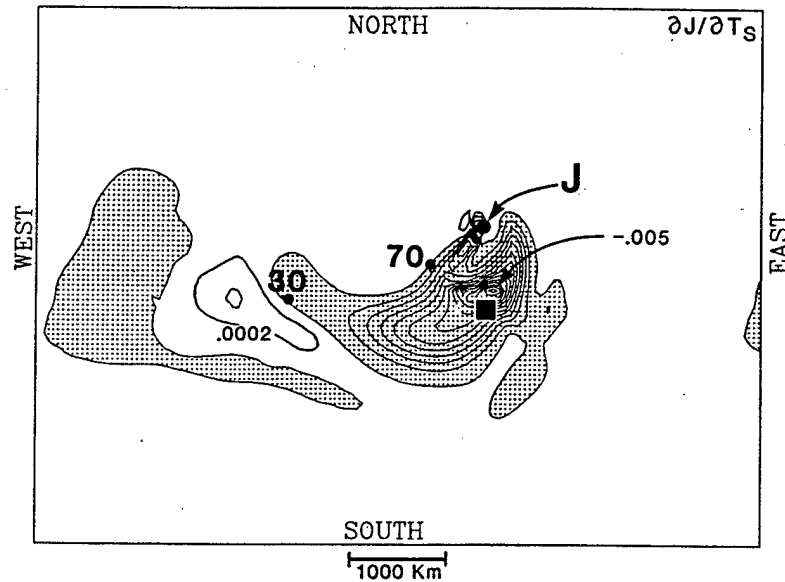 NORTH
∂J/∂TS
J
WEST
EAST
-.005
70
30
.0002
SOUTH
1000 Km